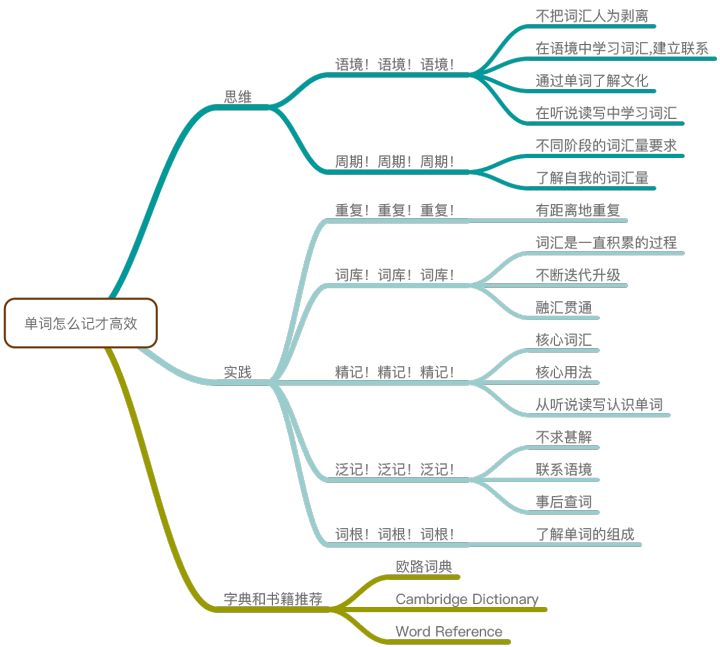 单词怎么记才高效
思维
语境！语境！语境！
不把词汇人为剥离
在语境中学习词汇,建立联系
通过单词了解文化
在听说读写中学习词汇
周期！周期！周期！
不同阶段的词汇量要求
了解自我的词汇量
实践
重复！重复！重复！
有距离地重复
词库！词库！词库！
词汇是一直积累的过程
不断迭代升级
融汇贯通
精记！精记！精记！
核心词汇
核心用法
从听说读写认识单词
泛记！泛记！泛记！
不求甚解
联系语境
事后查词
词根！词根！词根！
了解单词的组成
字典和书籍推荐
欧路词典
Cambridge Dictionary
Word Reference